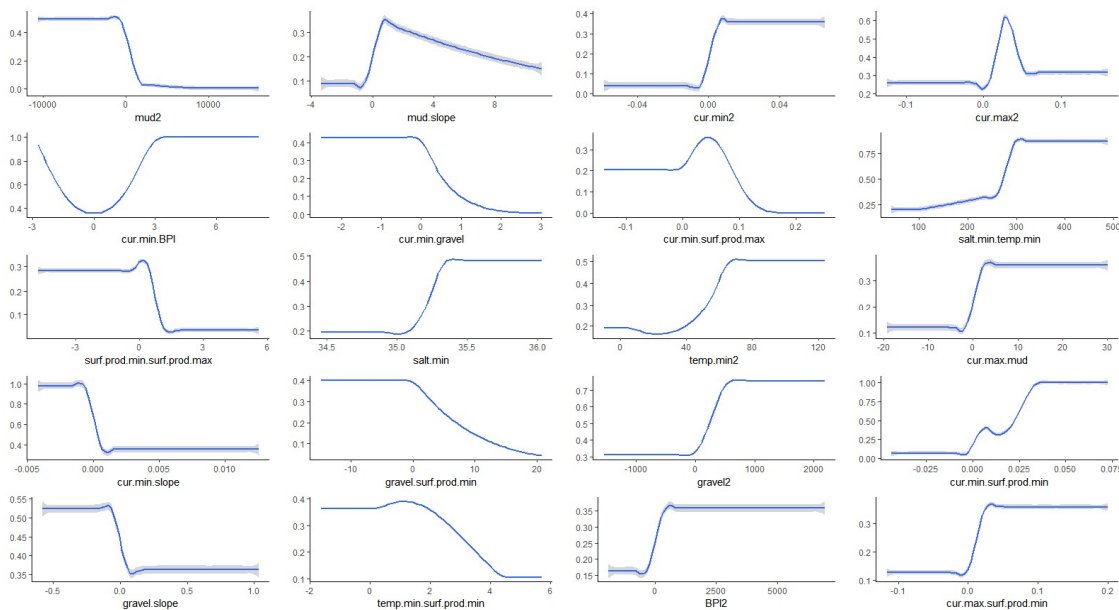 0.4
0.2
0.0
-10000 0 10000
mud2
0.3
0.2
0.1
-4 0 4 8
mud.slope
0.4
0.3
0.2
0.1
0.0
-0.04 0.00 0.04
cur.min2
0.6
0.5
0.4
0.3
0.2
-0.1 0.0 0.1
cur.max2
1.0
0.8
0.6
0.4
-3 0 3 6
cur.min.BPI
0.4
0.3
0.2
0.1
0.0
-2 -1 0 1 2 3
cur.min.gravel
0.3
0.2
0.1
0.0
-0.1 0.0 0.1 0.2
cur.min.surf.prod.max
0.75
0.50
0.25
100 200 300 400 500
salt.min.temp.min
0.3
0.2
0.1
-3 0 3 6
surf.prod.min.surf.prod.max
0.5
0.4
0.3
0.2
34.5 35.0 35.5 36.0
salt.min
0.5
0.4
0.3
0.2
0 40 80 120
temp.min2
0.4
0.3
0.2
0.1
-20 -10 0 10 20 30
cur.max.mud
1.0
0.8
0.6
0.4
-0.005 0.000 0.005 0.010
cur.min.slope
0.4
0.3
0.2
0.1
-10 0 10 20
gravel.surf.prod.min
0.7
0.6
0.5
0.4
0.3
-1000 0 1000 2000
gravel2
1.00
0.75
0.50
0.25
0.00
-0.025 0.000 0.025 0.050 0.075
cur.min.surf.prod.min
0.55
0.50
0.45
0.40
0.35
-0.5 0.0 0.5 1.0
gravel.slope
0.4
0.3
0.2
0.1
0 2 4 6
temp.min.surf.prod.min
0.35
0.30
0.25
0.20
0.15
0 2500 5000
BPI2
0.3
0.2
0.1
-0.1 0.0 0.1 0.2
cur.max.surf.prod.min